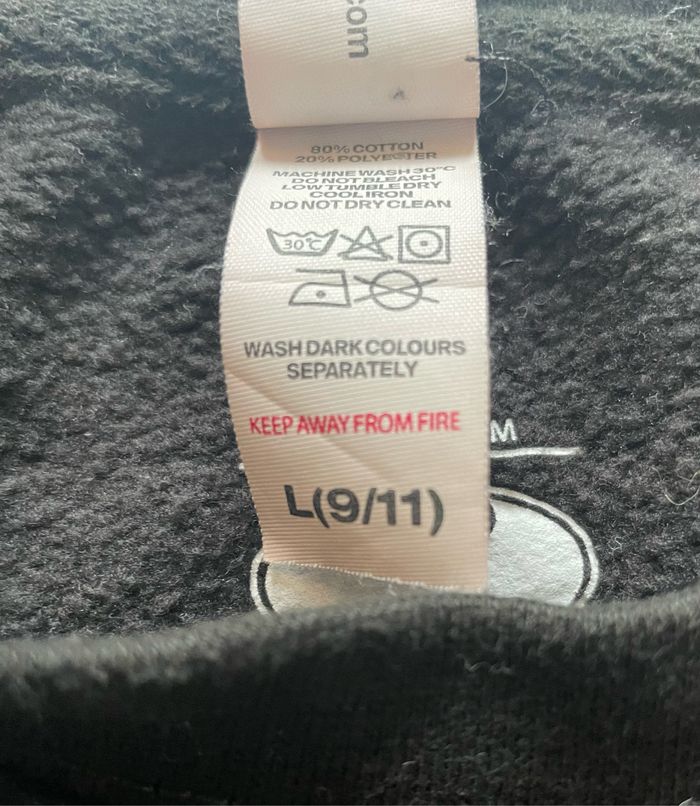 com
80% COTTON
20% POLYESTER
MACHINE WASH 30°C
DO NOT BLEACH
LOW TUMBLE DRY
COOL IRON
DO NOT DRY CLEAN
30°C
WASH DARK COLOURS
SEPARATELY
KEEP AWAY FROM FIRE
M
L(9/11)